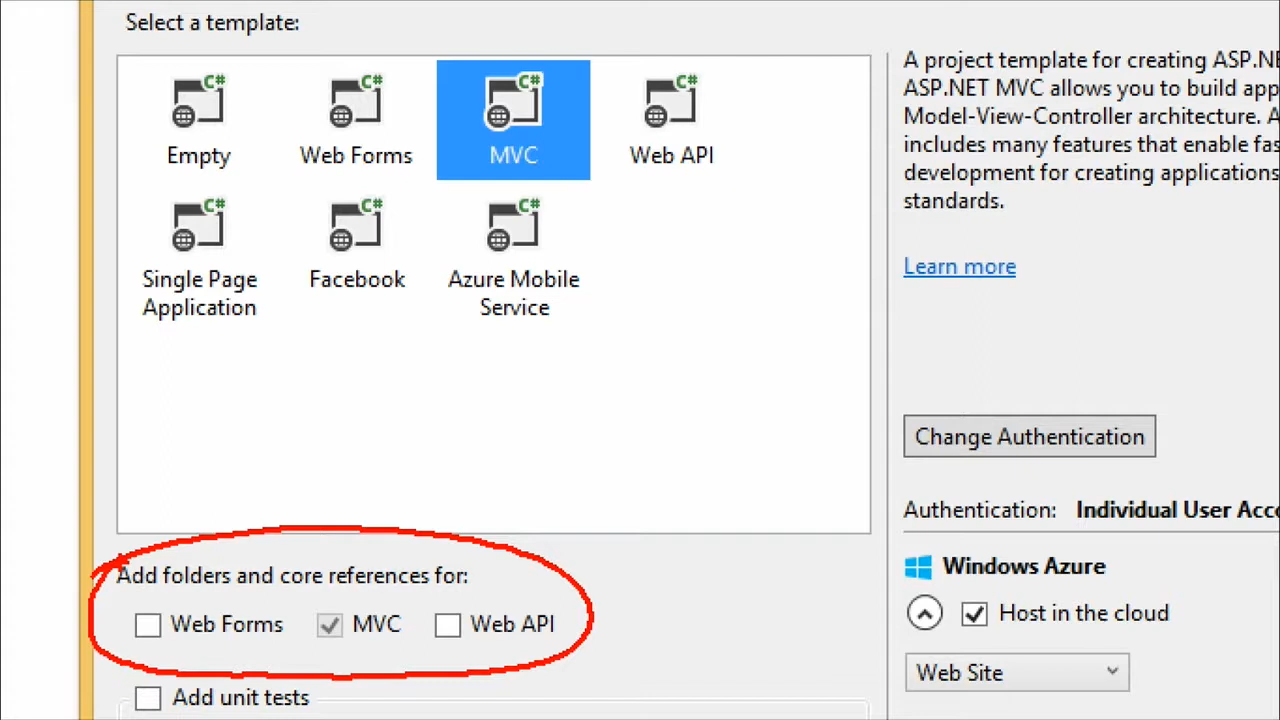 Select a template:
C#
C#
C#
C#
Empty
Web Forms
MVC
Web API
C#
C#
C#
Single Page
Application
Facebook
Azure Mobile
Service
A project template for creating ASP.NE
ASP.NET MVC allows you to build app
Model-View-Controller architecture. A
includes many features that enable fas
development for creating applications
standards.
Learn more
Change Authentication
Authentication: Individual User Acco
Windows Azure
Host in the cloud
Web Site
Add folders and core references for:
Web Forms
MVC
Web API
Add unit tests